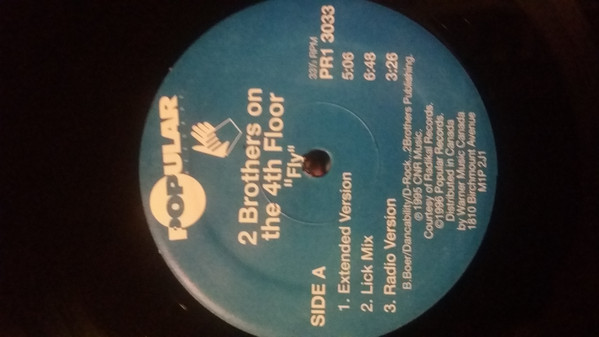 POPULAR
2 Brothers on
the 4th Floor
"Fly"
33⅓ RPM
PR1 3033
SIDE A
1. Extended Version 5:06
2. Lick Mix 6:48
3. Radio Version 3:26
B.Boer/Dancability/D-Rock, 2Brothers Publishing.
℗ 1995 CNR Music.
Courtesy of Radikal Records.
©1996 Popular Records.
Distributed in Canada
by Warner Music Canada
1810 Birchmount Avenue
M1P 2J1